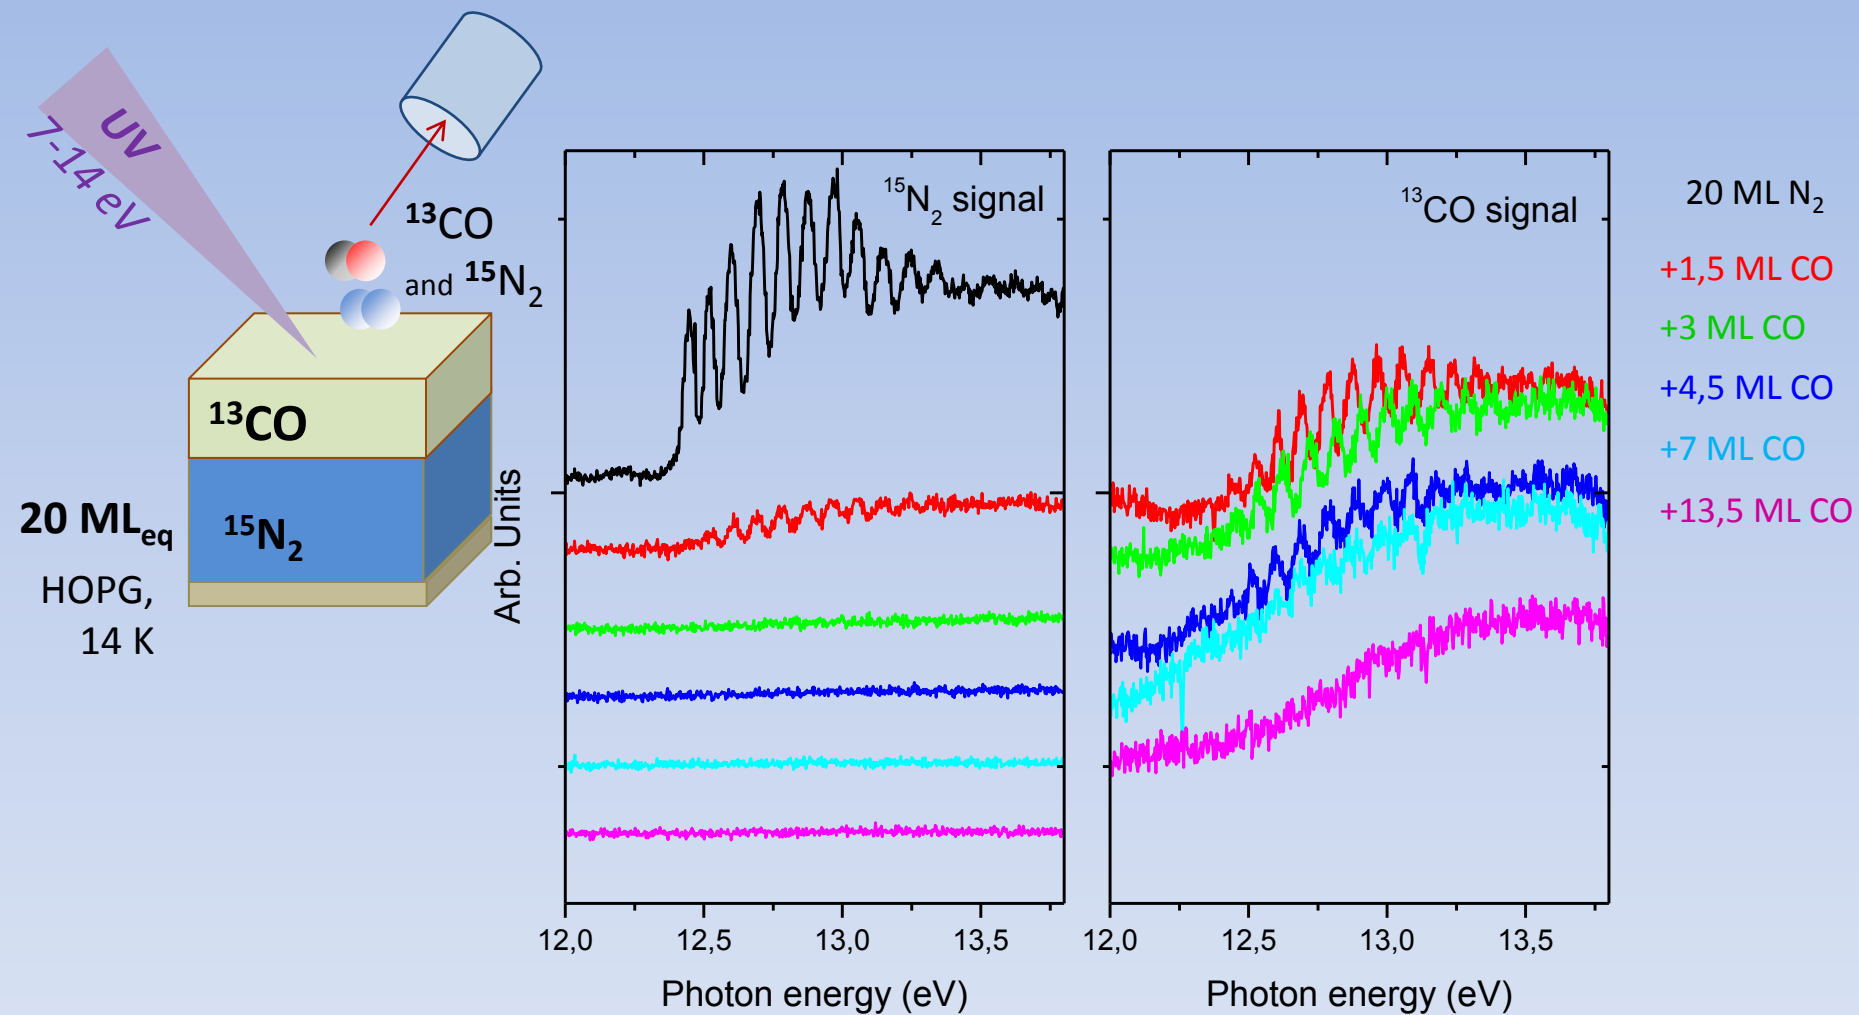 UV
7-14 eV
¹³CO
and ¹⁵N₂
¹³CO
¹⁵N₂
20 ML_eq
HOPG,
14 K
Arb. Units
¹⁵N₂ signal
12,0 12,5 13,0 13,5
Photon energy (eV)
¹³CO signal
12,0 12,5 13,0 13,5
Photon energy (eV)
20 ML N₂
+1,5 ML CO
+3 ML CO
+4,5 ML CO
+7 ML CO
+13,5 ML CO